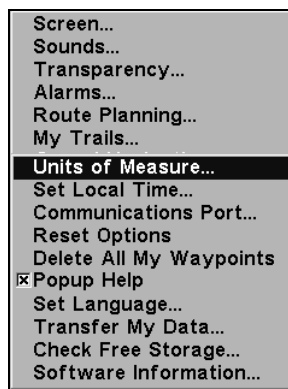 Screen...
Sounds...
Transparency...
Alarms...
Route Planning...
My Trails...
Units of Measure...
Set Local Time...
Communications Port...
Reset Options
Delete All My Waypoints
Popup Help
Set Language...
Transfer My Data...
Check Free Storage...
Software Information...